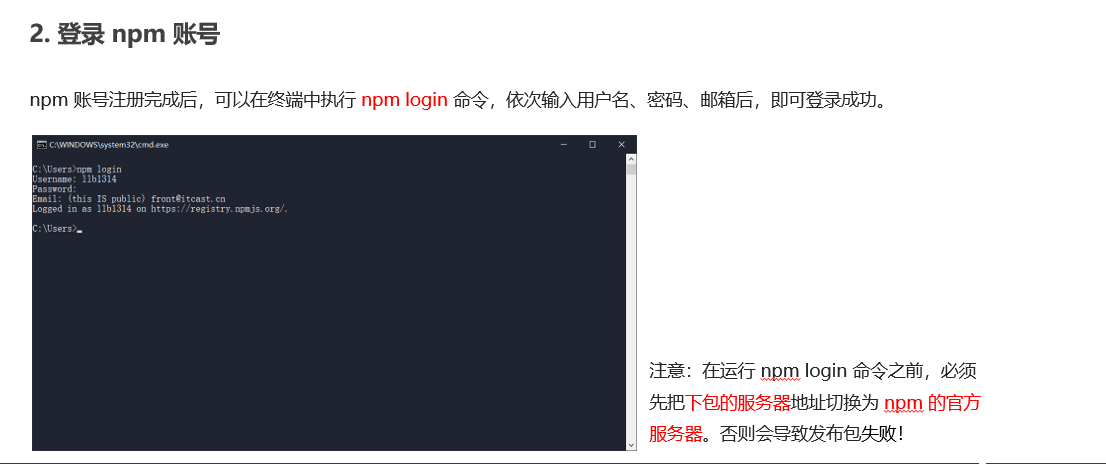 2. 登录 npm 账号
npm 账号注册完成后，可以在终端中执行 npm login 命令，依次输入用户名、密码、邮箱后，即可登录成功。
C:\WINDOWS\system32\cmd.exe
C:\Users>npm login
Username: llb1314
Password:
Email: (this IS public) front@itcast.cn
Logged in as llb1314 on https://registry.npmjs.org/.
C:\Users>_
注意：在运行 npm login 命令之前，必须
先把下包的服务器地址切换为 npm 的官方
服务器。否则会导致发布包失败！